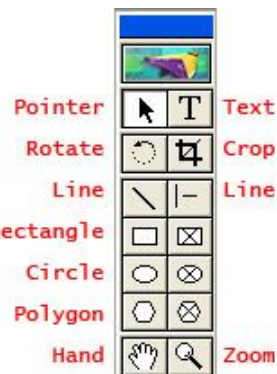 Pointer T Text
Rotate Crop
Line Line
ectangle
Circle
Polygon
Hand Zoom